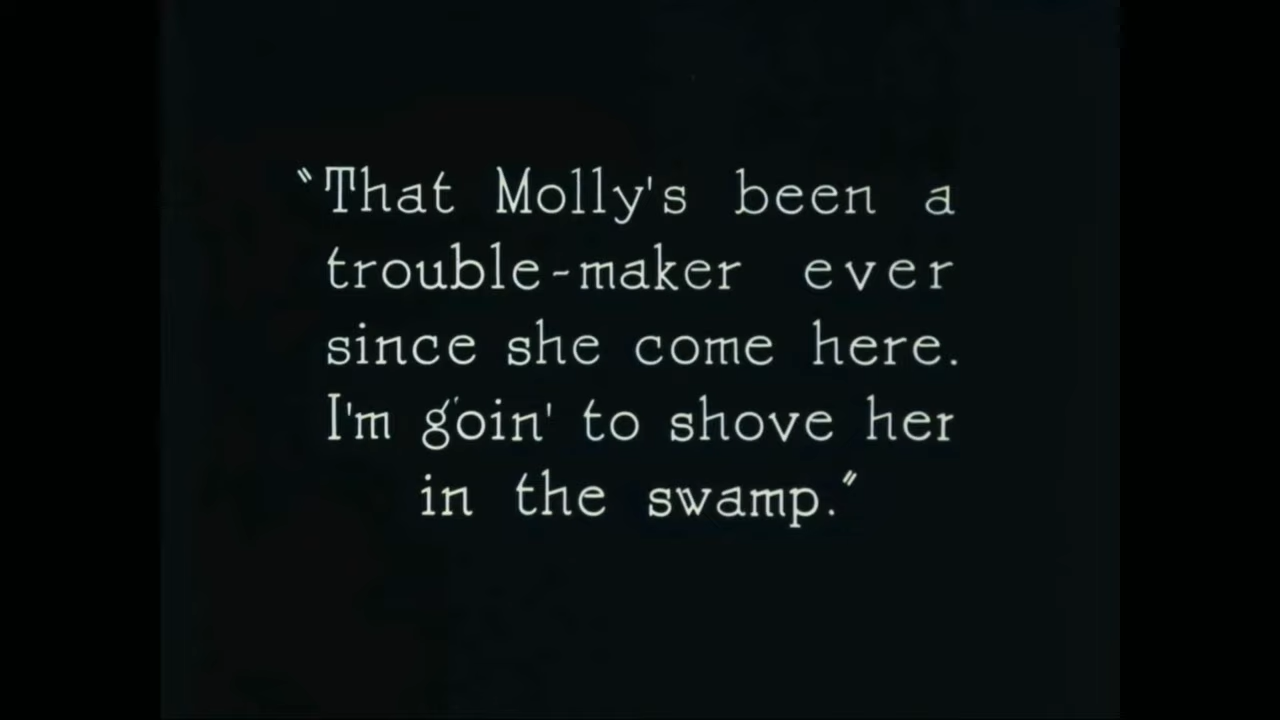 "That Molly's been a
trouble-maker ever
since she come here.
I'm goin' to shove her
in the swamp."